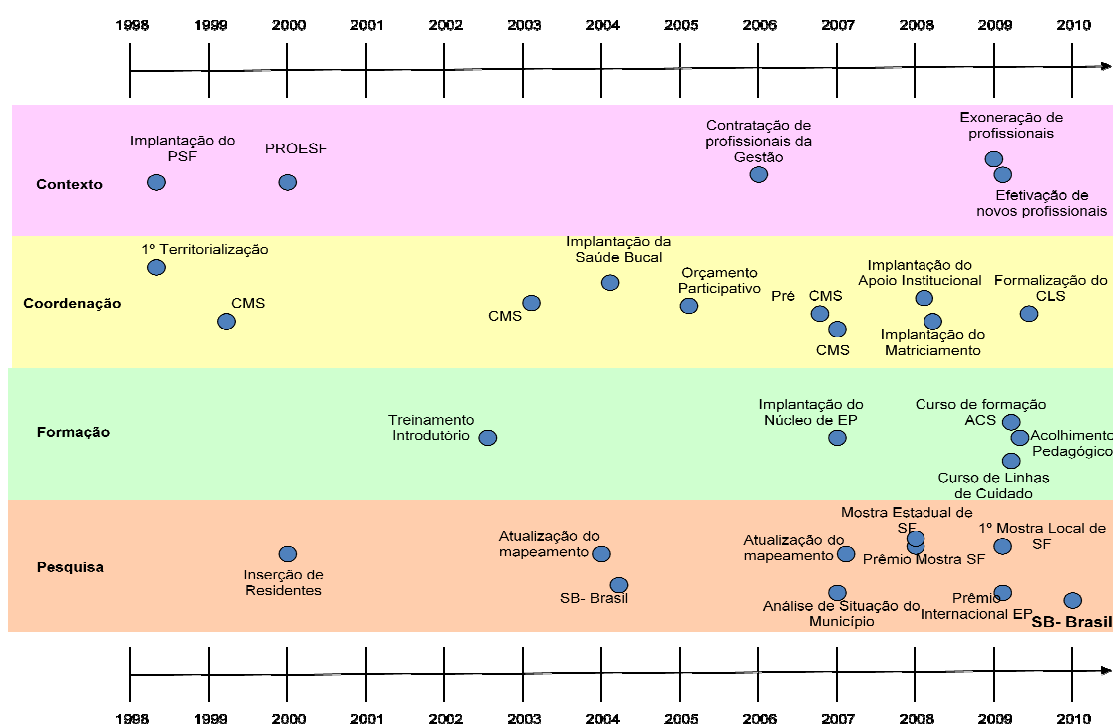 1998 1999 2000 2001 2002 2003 2004 2005 2006 2007 2008 2009 2010
Contexto
Implantação do
PSF
PROESF
Contratação de
profissionais da
Gestão
Exoneração de
profissionais
Efetivação de
novos profissionais
Coordenação
1º Territorialização
CMS
CMS
Implantação da
Saúde Bucal
Orçamento
Participativo
Pré CMS
CMS
Implantação do
Apoio Institucional
Implantação do
Matriciamento
Formalização do
CLS
Formação
Treinamento
Introdutório
Implantação do
Núcleo de EP
Curso de formação
ACS
Acolhimento
Pedagógico
Curso de Linhas
de Cuidado
Pesquisa
Inserção de
Residentes
Atualização do
mapeamento
SB- Brasil
Atualização do
mapeamento
Análise de Situação do
Município
Mostra Estadual de
SF
Prêmio Mostra SF
1º Mostra Local de
SF
Prêmio
Internacional EP
SB- Brasil
1998 1999 2000 2001 2002 2003 2004 2005 2006 2007 2008 2009 2010